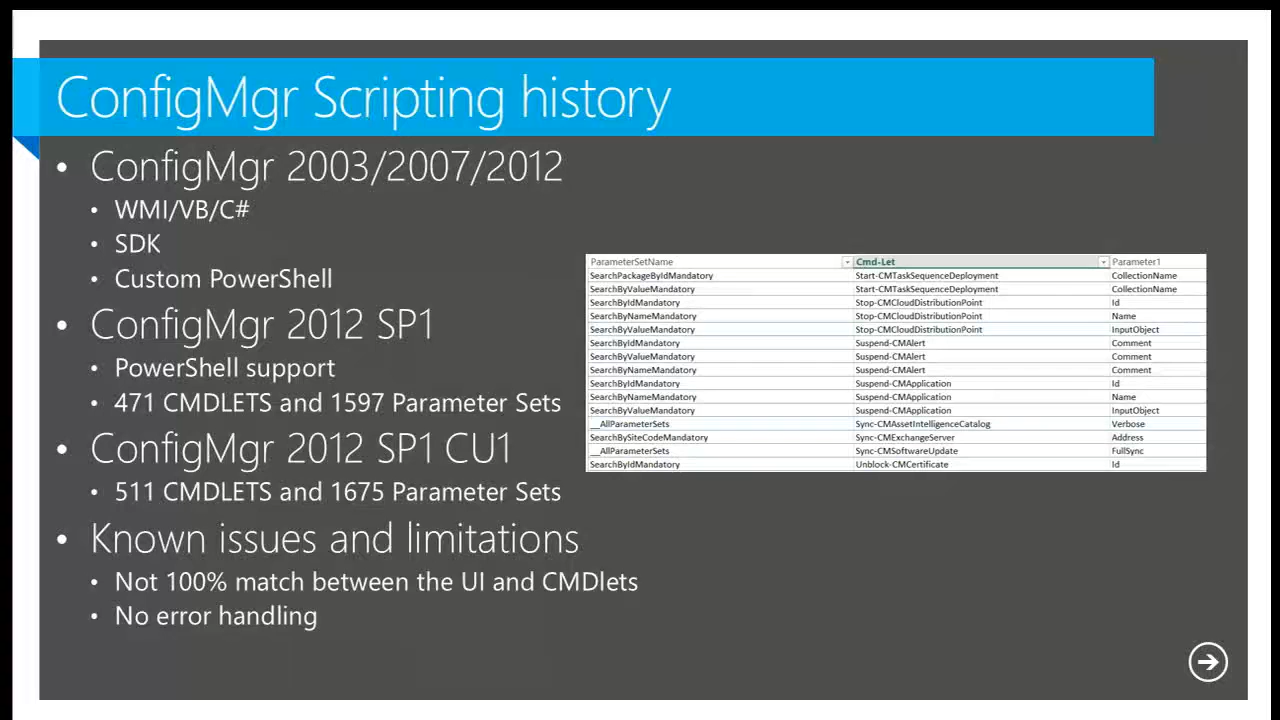 ConfigMgr Scripting history
• ConfigMgr 2003/2007/2012
• WMI/VB/C#
• SDK
• Custom PowerShell
• ConfigMgr 2012 SP1
• PowerShell support
• 471 CMDLETS and 1597 Parameter Sets
• ConfigMgr 2012 SP1 CU1
• 511 CMDLETS and 1675 Parameter Sets
• Known issues and limitations
• Not 100% match between the UI and CMDlets
• No error handling
ParameterSetName Cmd-Let Parameter1
SearchPackageByIdMandatory Start-CMTaskSequenceDeployment CollectionName
SearchByValueMandatory Start-CMTaskSequenceDeployment CollectionName
SearchByIdMandatory Stop-CMCloudDistributionPoint Id
SearchByNameMandatory Stop-CMCloudDistributionPoint Name
SearchByValueMandatory Stop-CMCloudDistributionPoint InputObject
SearchByIdMandatory Suspend-CMAlert Comment
SearchByValueMandatory Suspend-CMAlert Comment
SearchByNameMandatory Suspend-CMAlert Comment
SearchByIdMandatory Suspend-CMApplication Id
SearchByNameMandatory Suspend-CMApplication Name
SearchByValueMandatory Suspend-CMApplication InputObject
__AllParameterSets Sync-CMAssetIntelligenceCatalog Verbose
SearchBySiteCodeMandatory Sync-CMExchangeServer Address
__AllParameterSets Sync-CMSoftwareUpdate FullSync
SearchByIdMandatory Unblock-CMCertificate Id